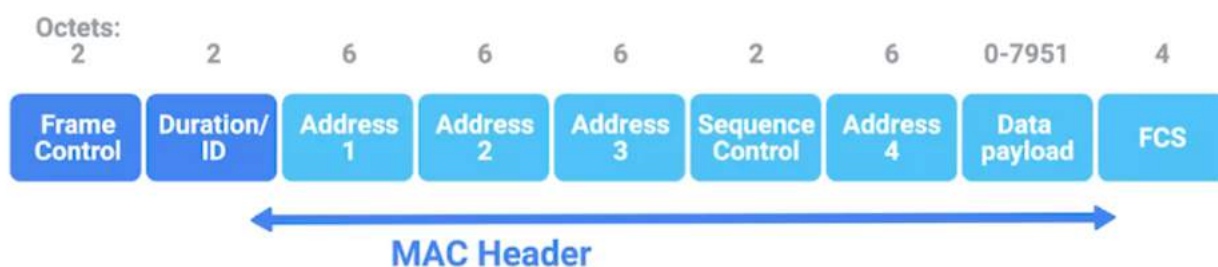 Octets:
2 2 6 6 6 2 6 0-7951 4
Frame Control Duration/ ID Address 1 Address 2 Address 3 Sequence Control Address 4 Data payload FCS
MAC Header